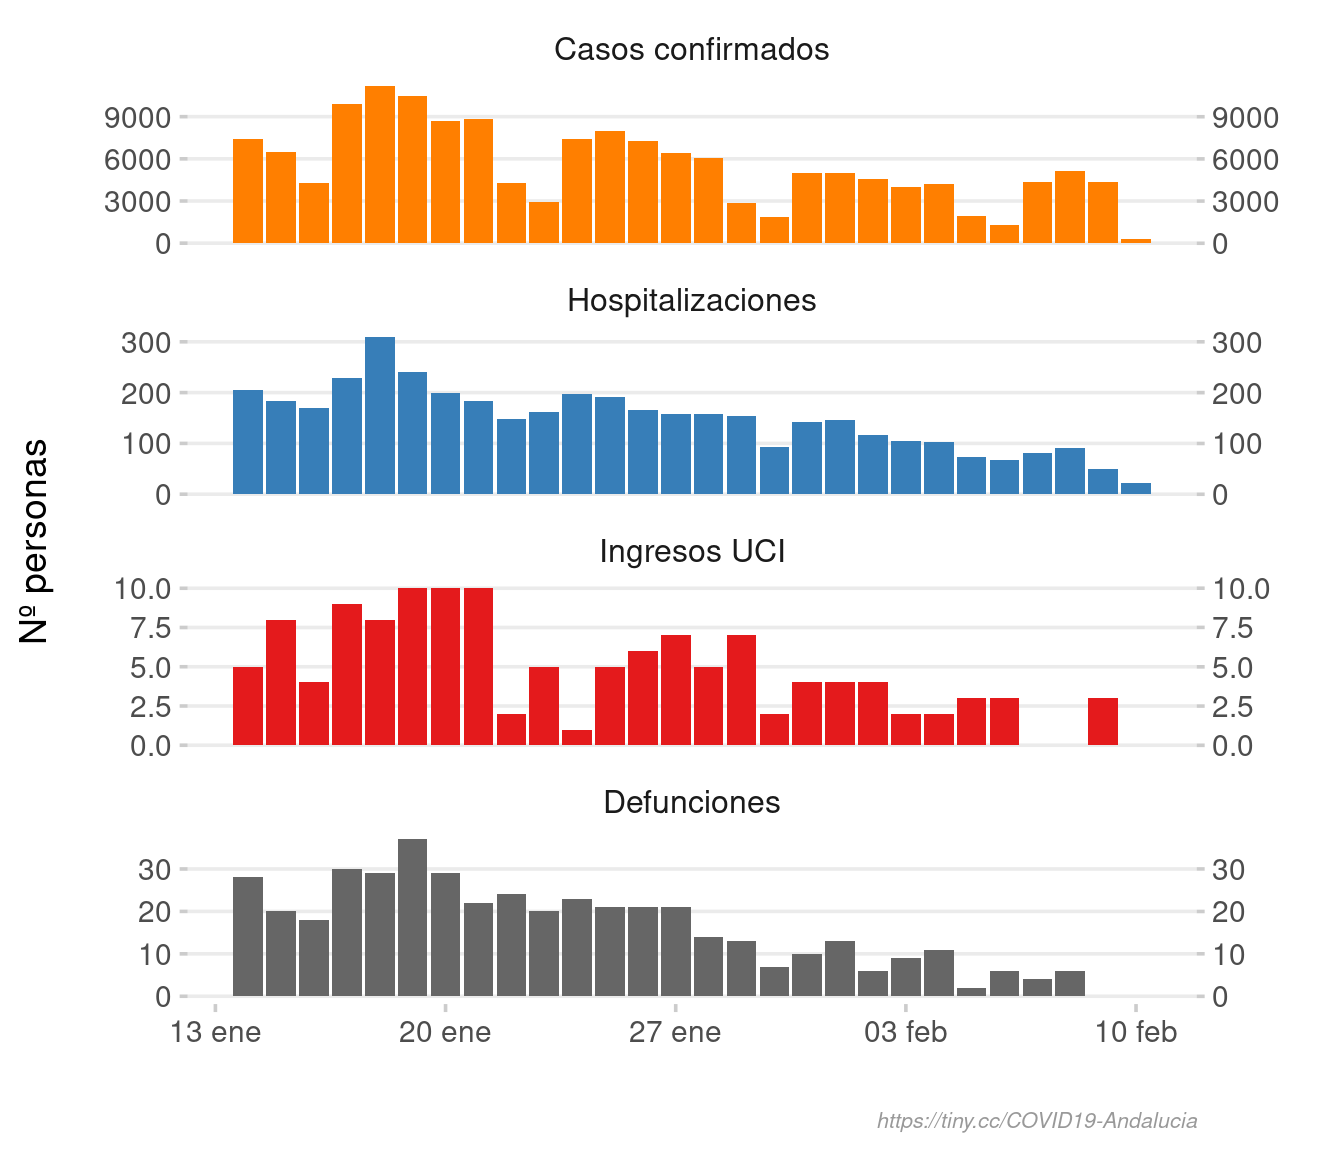 Casos confirmados
9000 9000
6000 6000
3000 3000
0 0
Hospitalizaciones
300 300
200 200
100 100
0 0
Nº personas
Ingresos UCI
10.0 10.0
7.5 7.5
5.0 5.0
2.5 2.5
0.0 0.0
Defunciones
30 30
20 20
10 10
0 0
13 ene 20 ene 27 ene 03 feb 10 feb
https://tiny.cc/COVID19-Andalucia